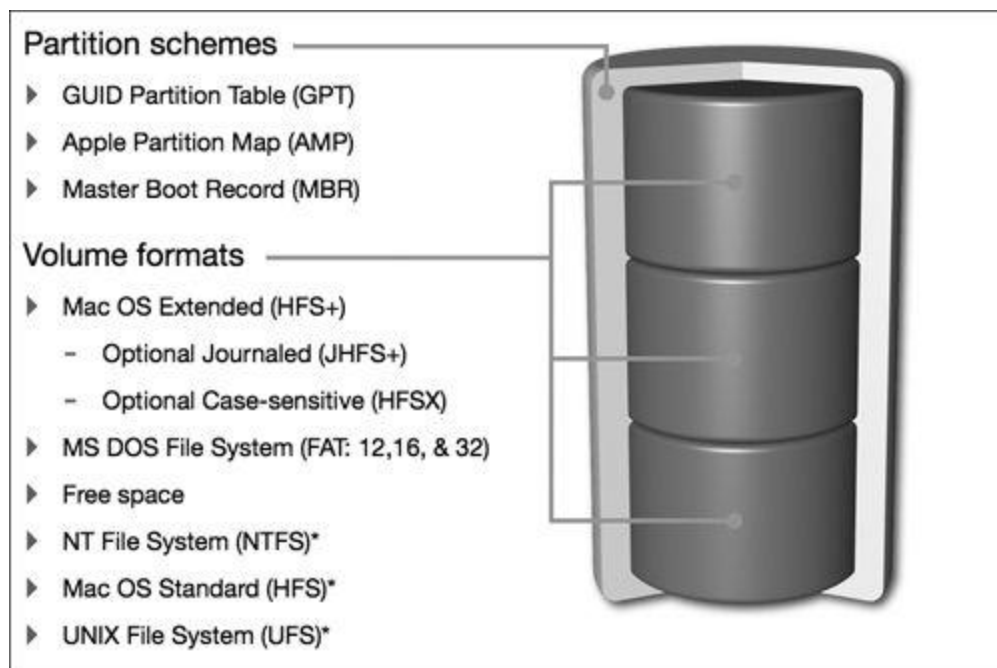 Partition schemes
GUID Partition Table (GPT)
Apple Partition Map (AMP)
Master Boot Record (MBR)
Volume formats
Mac OS Extended (HFS+)
- Optional Journaled (JHFS+)
- Optional Case-sensitive (HFSX)
MS DOS File System (FAT: 12,16, & 32)
Free space
NT File System (NTFS)*
Mac OS Standard (HFS)*
UNIX File System (UFS)*